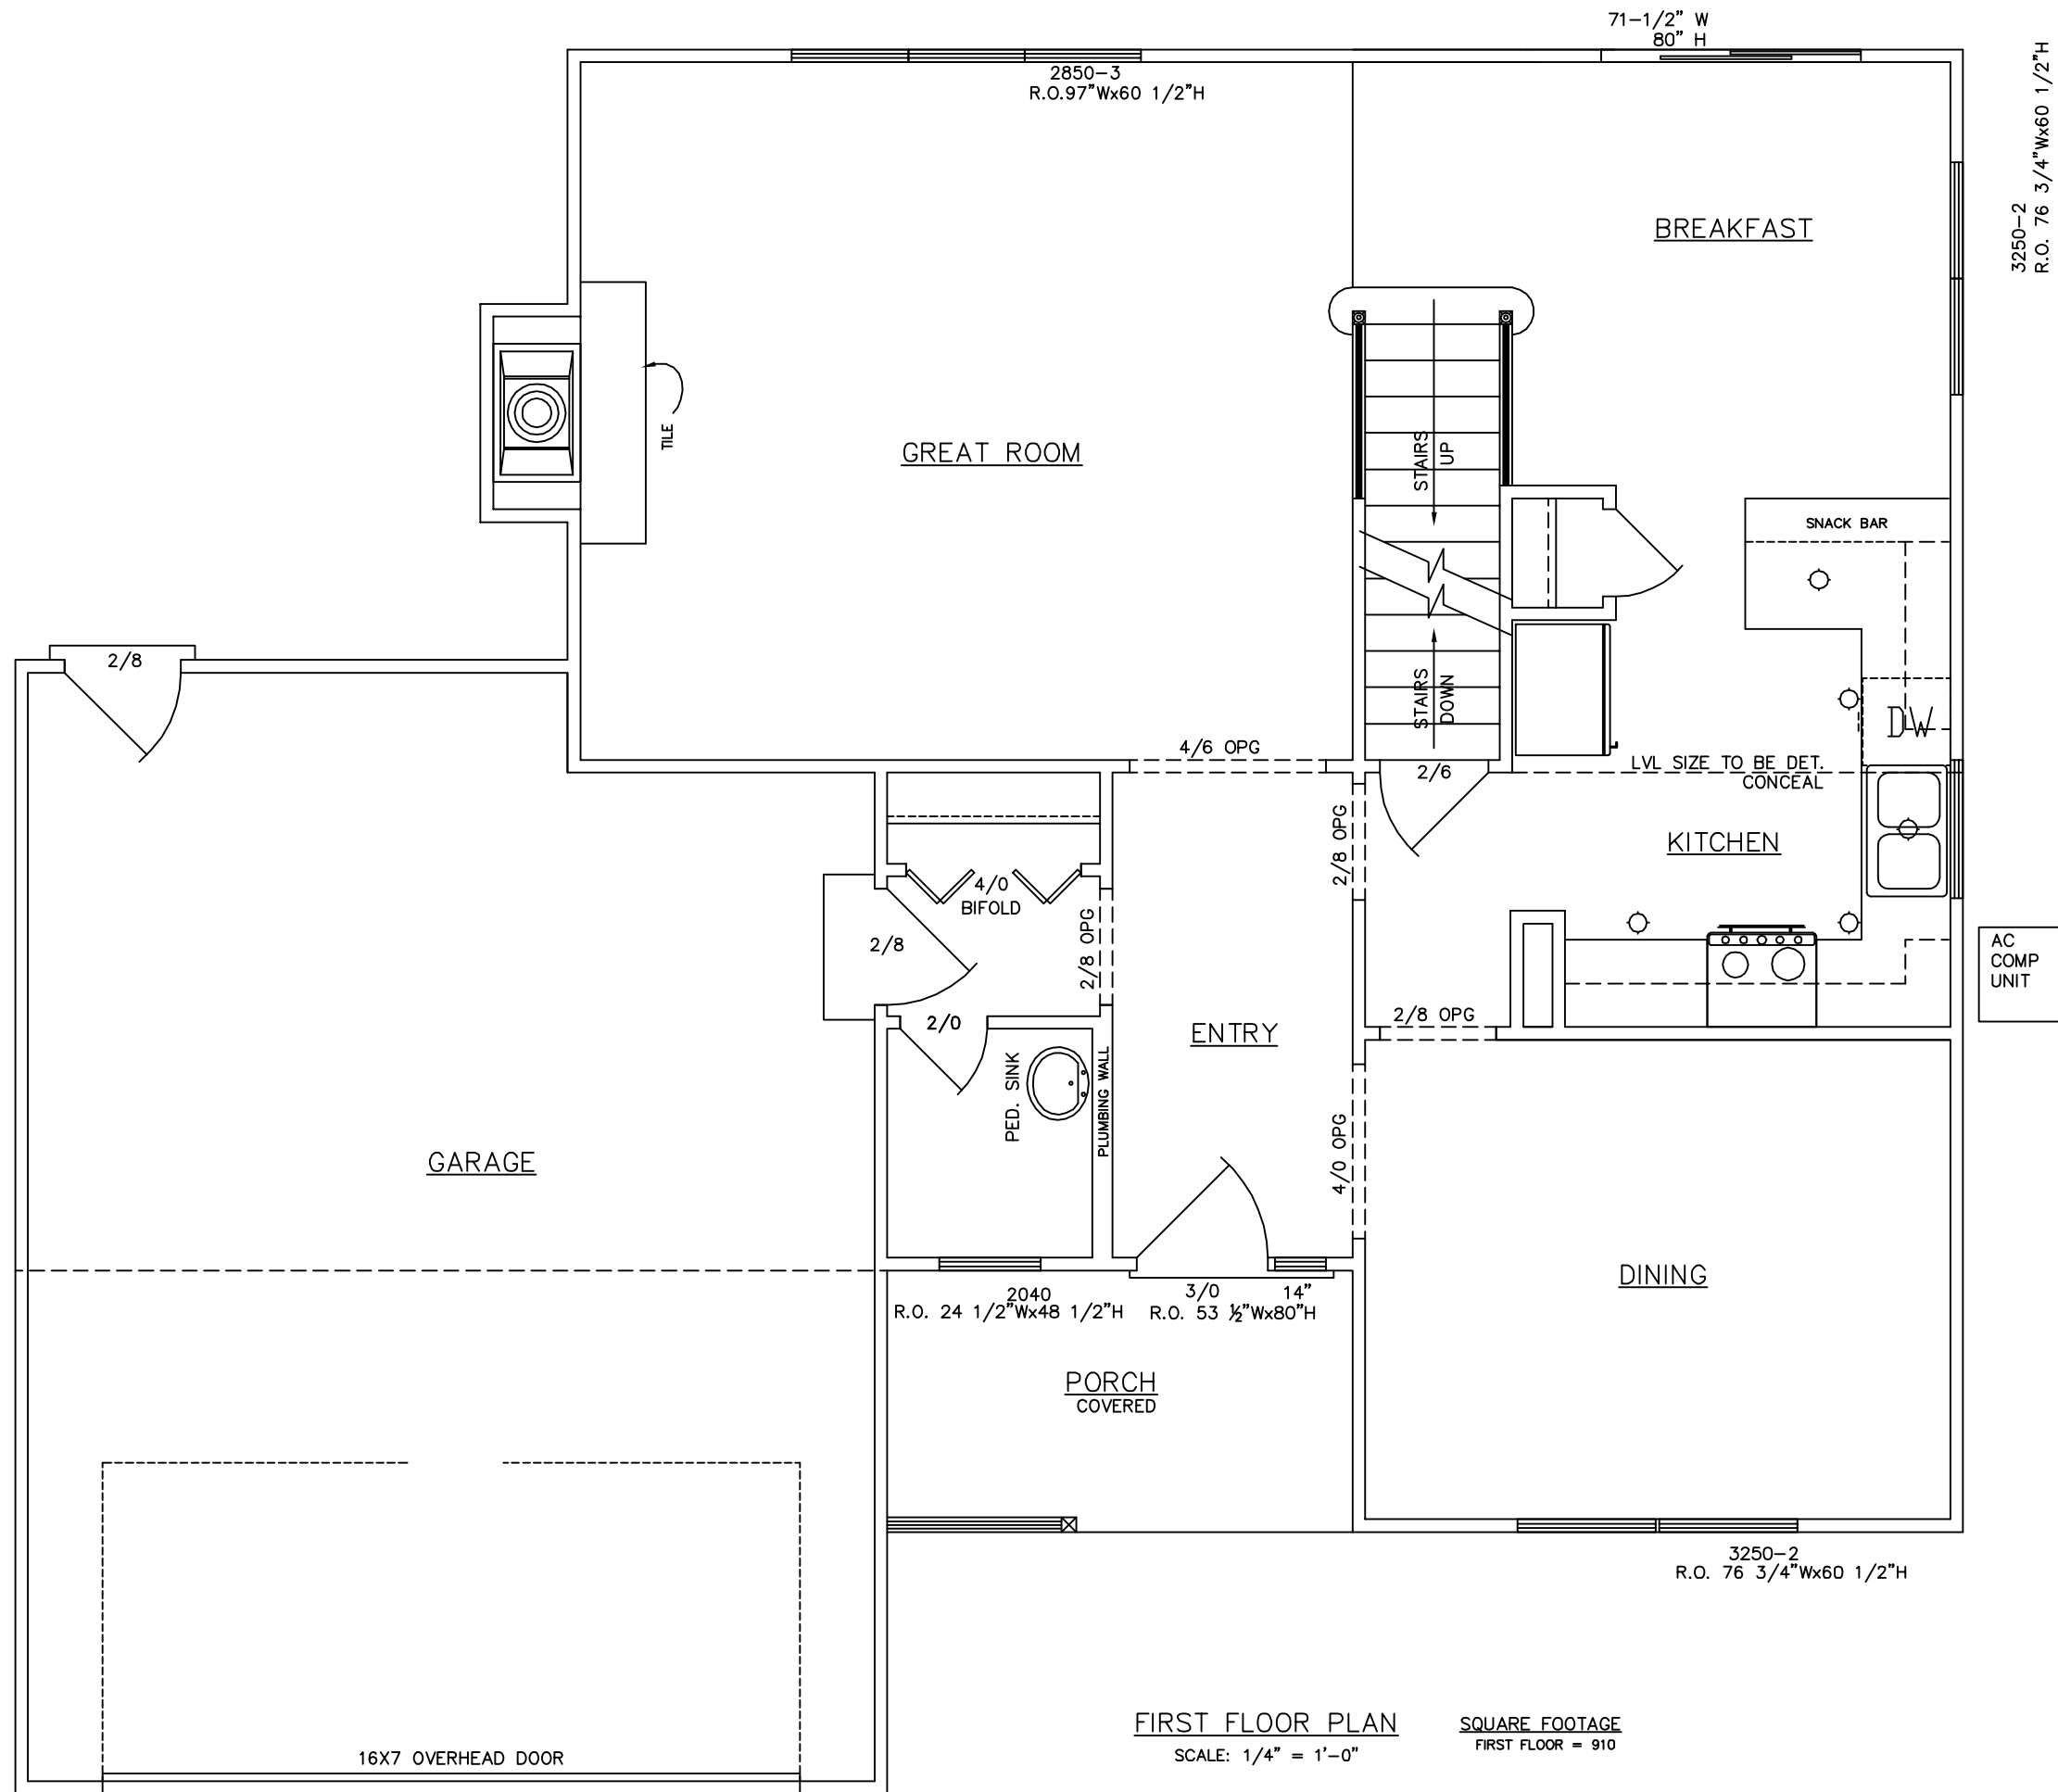 71-1/2" W
80" H
2850-3
R.O.97"Wx60 1/2"H
3250-2
R.O. 76 3/4"Wx60 1/2"H
BREAKFAST
GREAT ROOM
TILE
STAIRS
UP
SNACK BAR
2/8
STAIRS
DOWN
DW
4/6 OPG
2/6
LVL SIZE TO BE DET.
CONCEAL
KITCHEN
2/8 OPG
4/0
BIFOLD
2/8
2/8 OPG
AC
COMP
UNIT
2/0
2/8 OPG
ENTRY
PED. SINK
PLUMBING WALL
4/0 OPG
GARAGE
DINING
2040
R.O. 24 1/2"Wx48 1/2"H
3/0
14"
R.O. 53 ½"Wx80"H
PORCH
COVERED
3250-2
R.O. 76 3/4"Wx60 1/2"H
16X7 OVERHEAD DOOR
FIRST FLOOR PLAN
SCALE: 1/4" = 1'-0"
SQUARE FOOTAGE
FIRST FLOOR = 910